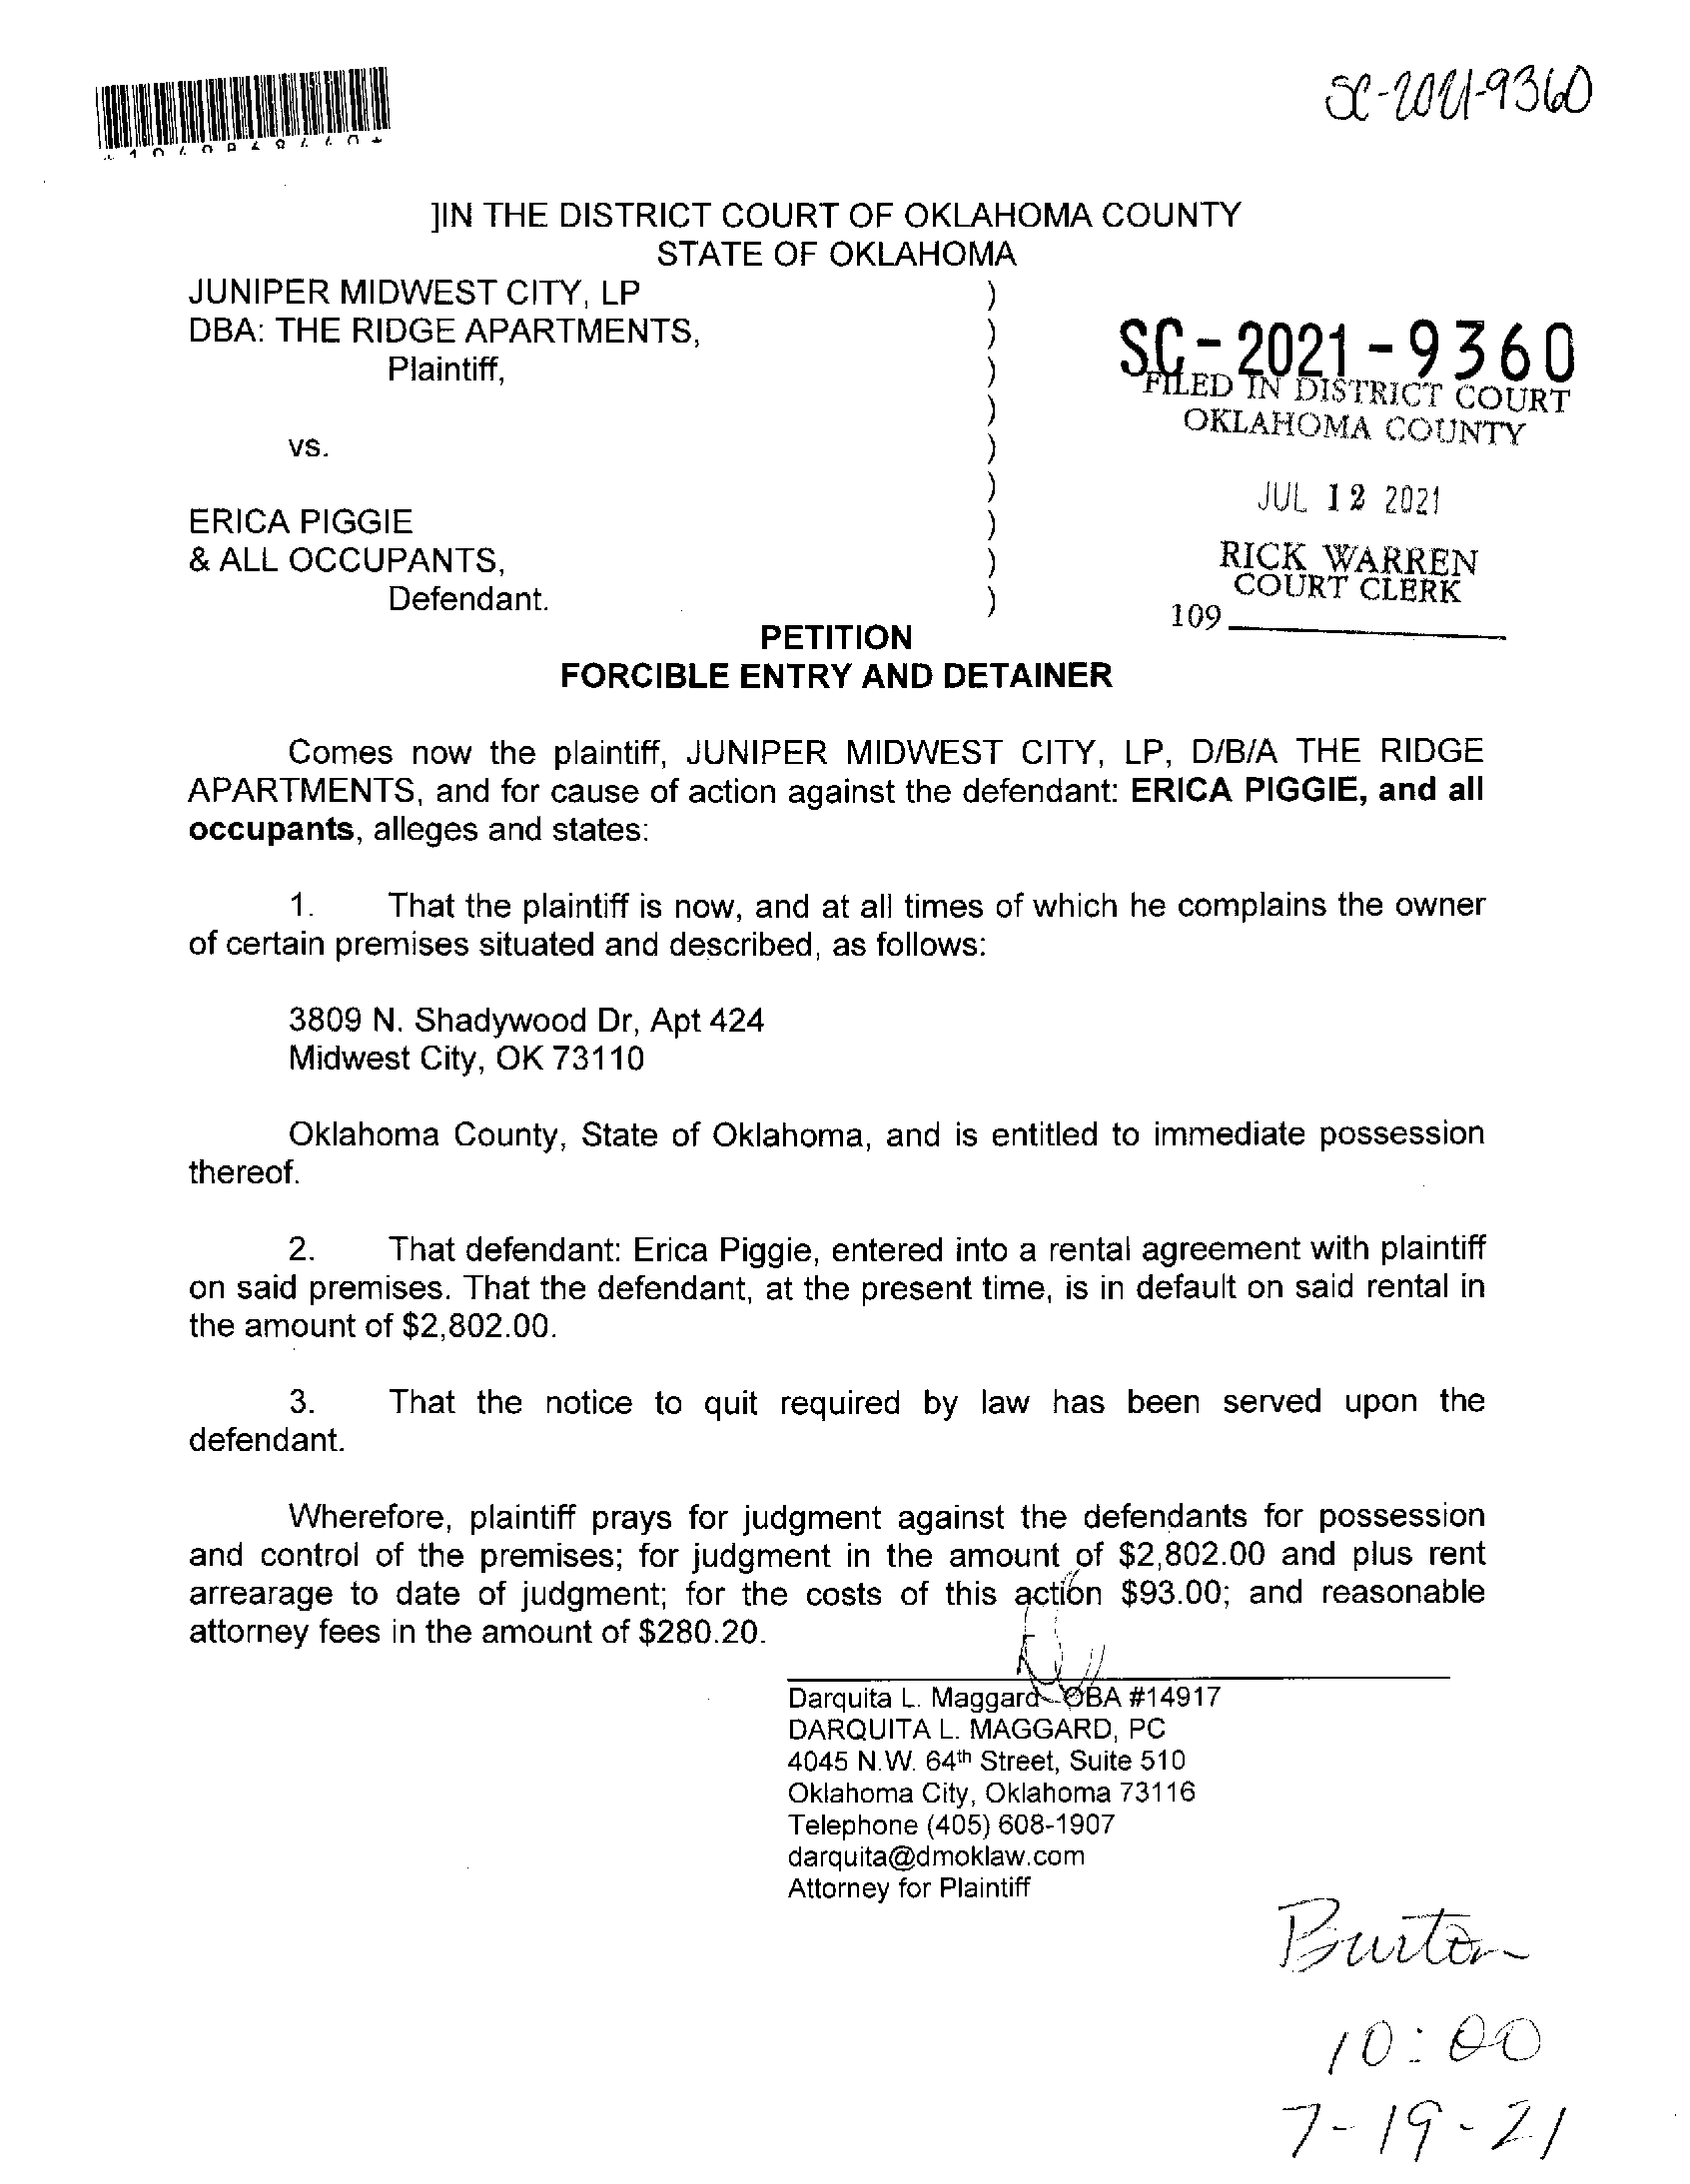 SC-2021-9360
]IN THE DISTRICT COURT OF OKLAHOMA COUNTY
STATE OF OKLAHOMA
JUNIPER MIDWEST CITY, LP )
DBA: THE RIDGE APARTMENTS, )
Plaintiff, )
)
vs. )
)
ERICA PIGGIE )
& ALL OCCUPANTS, )
Defendant. )
SC-2021-9360
FILED IN DISTRICT COURT
OKLAHOMA COUNTY
JUL 12 2021
RICK WARREN
COURT CLERK
109
PETITION
FORCIBLE ENTRY AND DETAINER
Comes now the plaintiff, JUNIPER MIDWEST CITY, LP, D/B/A THE RIDGE
APARTMENTS, and for cause of action against the defendant: ERICA PIGGIE, and all
occupants, alleges and states:
1. That the plaintiff is now, and at all times of which he complains the owner
of certain premises situated and described, as follows:
3809 N. Shadywood Dr, Apt 424
Midwest City, OK 73110
Oklahoma County, State of Oklahoma, and is entitled to immediate possession
thereof.
2. That defendant: Erica Piggie, entered into a rental agreement with plaintiff
on said premises. That the defendant, at the present time, is in default on said rental in
the amount of $2,802.00.
3. That the notice to quit required by law has been served upon the
defendant.
Wherefore, plaintiff prays for judgment against the defendants for possession
and control of the premises; for judgment in the amount of $2,802.00 and plus rent
arrearage to date of judgment; for the costs of this action $93.00; and reasonable
attorney fees in the amount of $280.20.
Darquita L. Maggard OBA #14917
DARQUITA L. MAGGARD, PC
4045 N.W. 64th Street, Suite 510
Oklahoma City, Oklahoma 73116
Telephone (405) 608-1907
darquita@dmoklaw.com
Attorney for Plaintiff
Burton
10:00
7-19-21